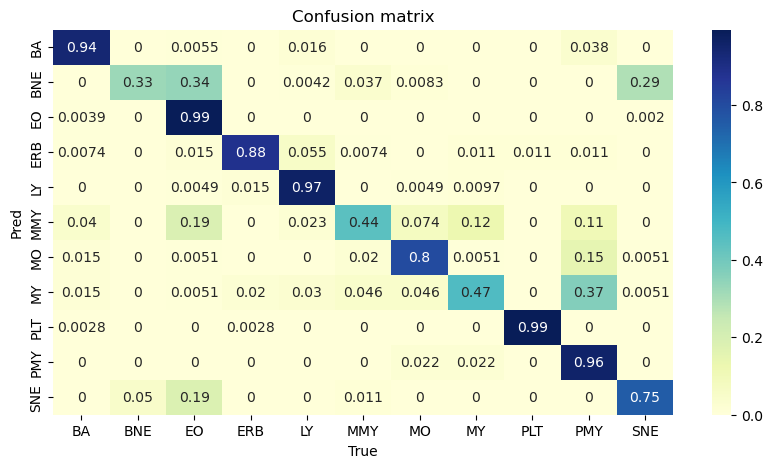 Confusion matrix
BA 0.94 0 0.0055 0 0.016 0 0 0 0 0.038 0
BNE 0 0.33 0.34 0 0.0042 0.037 0.0083 0 0 0 0.29
EO 0.0039 0 0.99 0 0 0 0 0 0 0 0.002
ERB 0.0074 0 0.015 0.88 0.055 0.0074 0 0.011 0.011 0.011 0
LY 0 0 0.0049 0.015 0.97 0 0.0049 0.0097 0 0 0
MMY 0.04 0 0.19 0 0.023 0.44 0.074 0.12 0 0.11 0
MO 0.015 0 0.0051 0 0 0.02 0.8 0.0051 0 0.15 0.0051
MY 0.015 0 0.0051 0.02 0.03 0.046 0.046 0.47 0 0.37 0.0051
PLT 0.0028 0 0 0.0028 0 0 0 0 0.99 0 0
PMY 0 0 0 0 0 0 0.022 0.022 0 0.96 0
SNE 0 0.05 0.19 0 0 0.011 0 0 0 0 0.75
BA BNE EO ERB LY MMY MO MY PLT PMY SNE
True
Pred
0.8
0.6
0.4
0.2
0.0